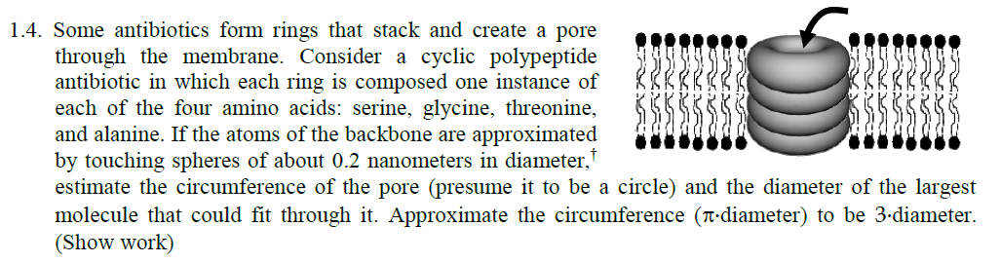 1.4. Some antibiotics form rings that stack and create a pore
through the membrane. Consider a cyclic polypeptide
antibiotic in which each ring is composed one instance of
each of the four amino acids: serine, glycine, threonine,
and alanine. If the atoms of the backbone are approximated
by touching spheres of about 0.2 nanometers in diameter,†
estimate the circumference of the pore (presume it to be a circle) and the diameter of the largest
molecule that could fit through it. Approximate the circumference (π·diameter) to be 3·diameter.
(Show work)